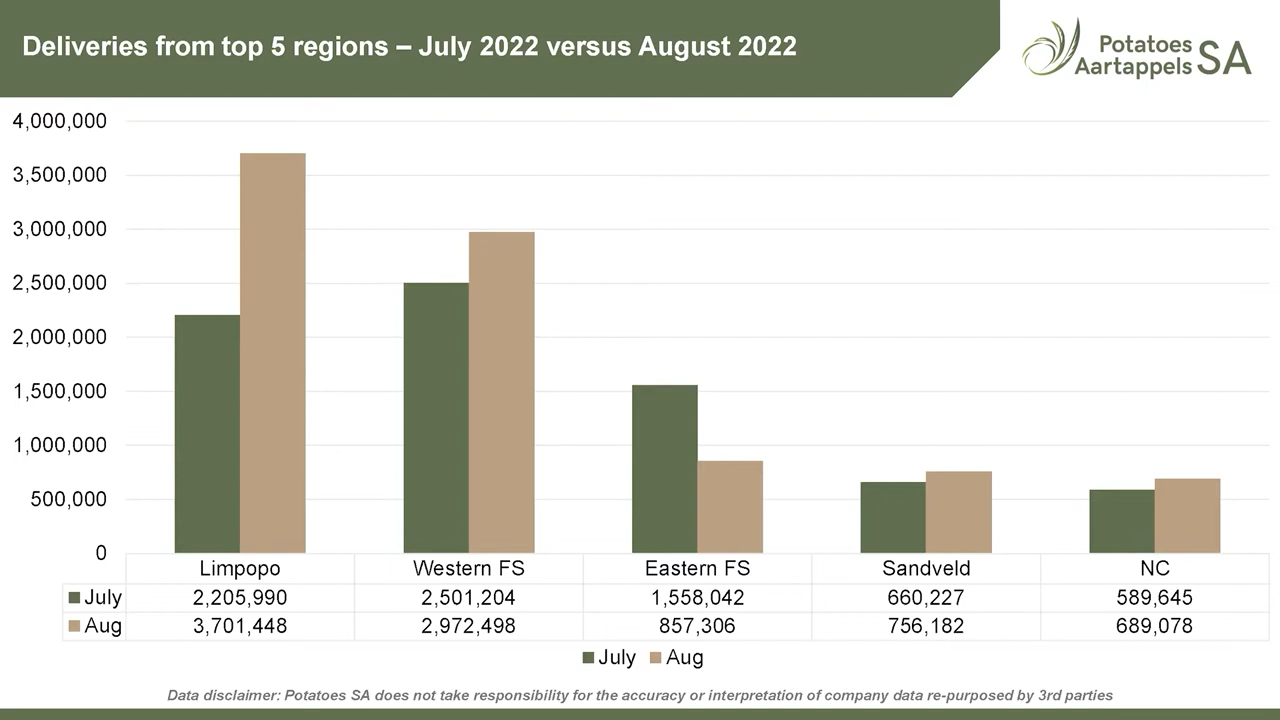 Deliveries from top 5 regions – July 2022 versus August 2022
Potatoes
Aartappels SA
4,000,000
3,500,000
3,000,000
2,500,000
2,000,000
1,500,000
1,000,000
500,000
0
Limpopo Western FS Eastern FS Sandveld NC
July 2,205,990 2,501,204 1,558,042 660,227 589,645
Aug 3,701,448 2,972,498 857,306 756,182 689,078
July Aug
Data disclaimer: Potatoes SA does not take responsibility for the accuracy or interpretation of company data re-purposed by 3rd parties